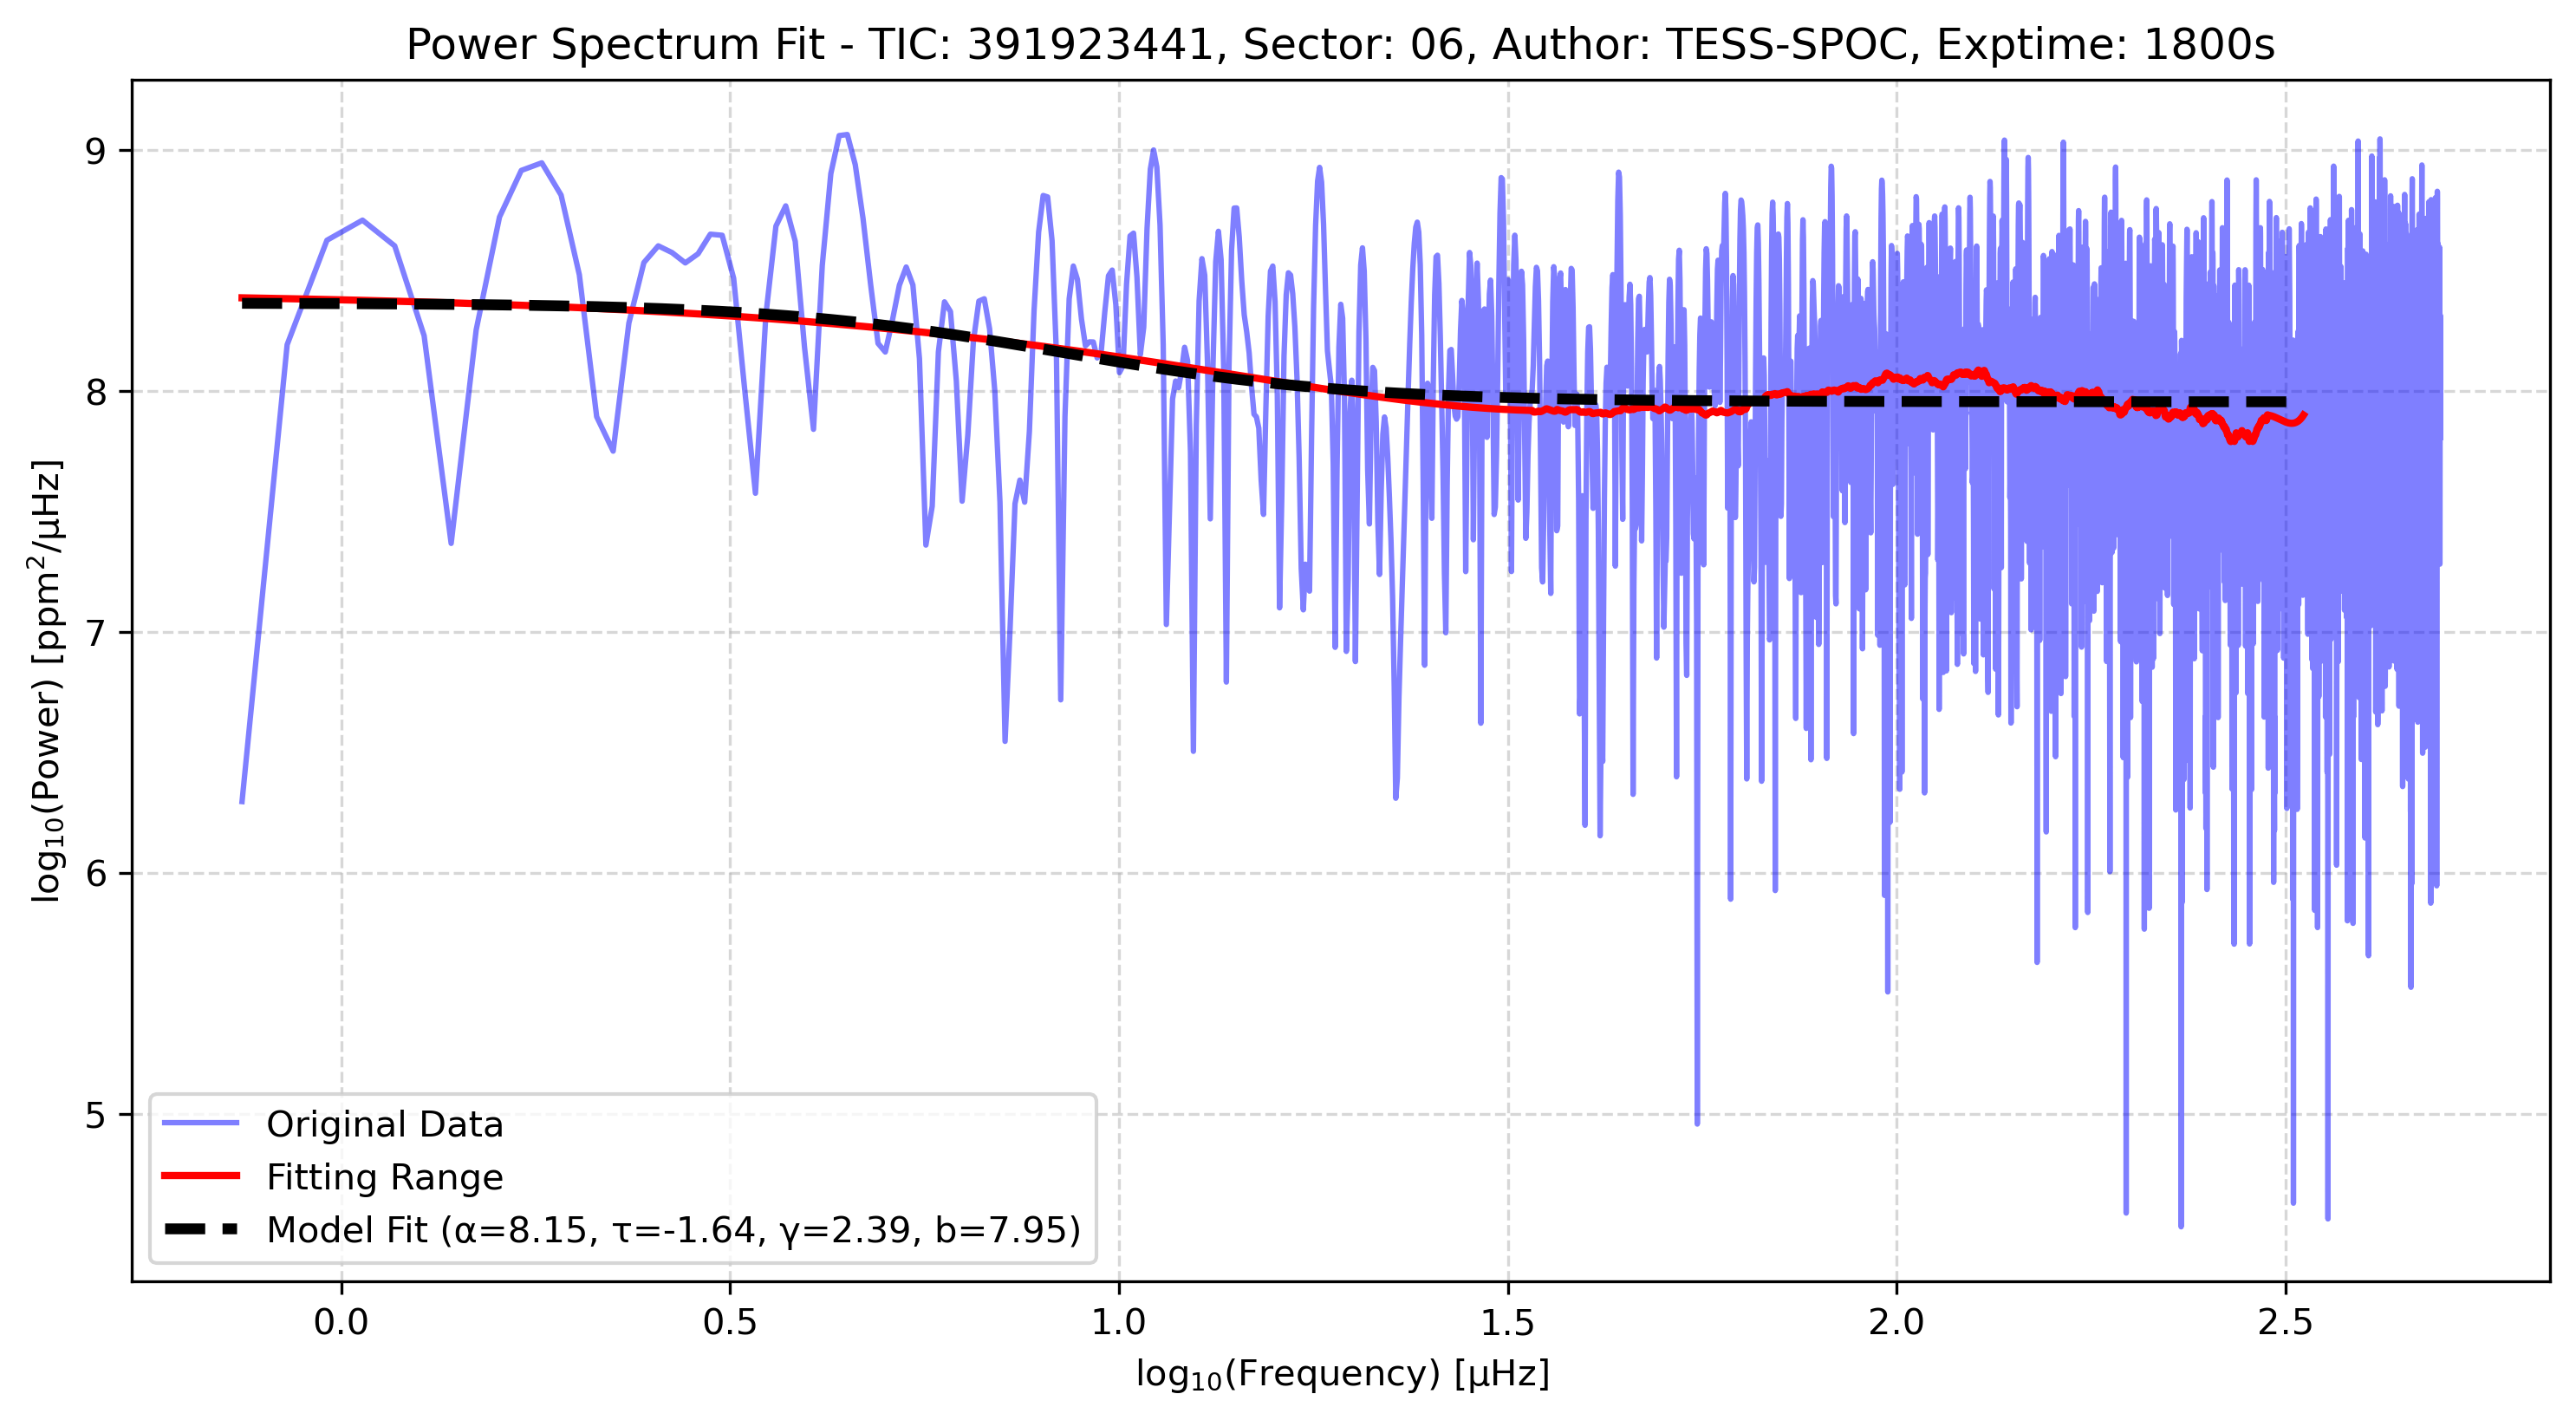 Power Spectrum Fit - TIC: 391923441, Sector: 06, Author: TESS-SPOC, Exptime: 1800s
log₁₀(Power) [ppm²/μHz]
9
8
7
6
5
Original Data
Fitting Range
Model Fit (α=8.15, τ=-1.64, γ=2.39, b=7.95)
0.0 0.5 1.0 1.5 2.0 2.5
log₁₀(Frequency) [μHz]